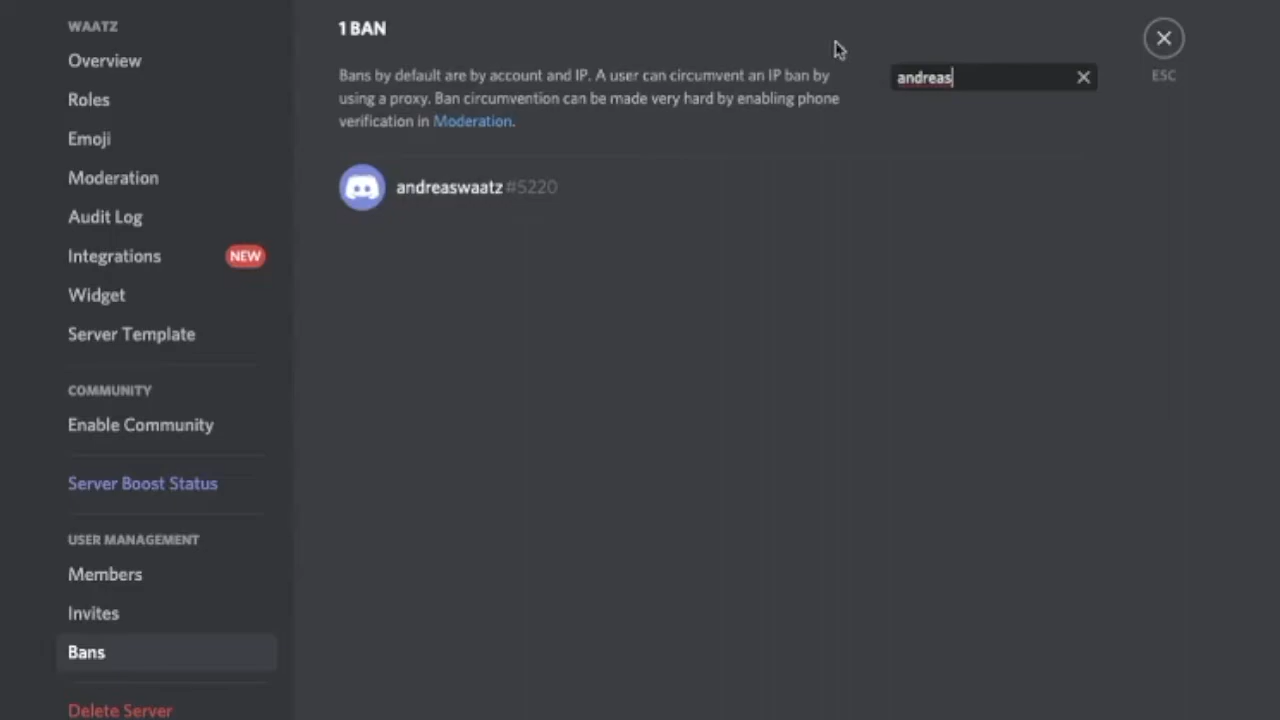 WAATZ
Overview
Roles
Emoji
Moderation
Audit Log
Integrations NEW
Widget
Server Template
COMMUNITY
Enable Community
Server Boost Status
USER MANAGEMENT
Members
Invites
Bans
Delete Server
1 BAN
Bans by default are by account and IP. A user can circumvent an IP ban by
using a proxy. Ban circumvention can be made very hard by enabling phone
verification in Moderation.
andreas
ESC
andreaswaatz#5220